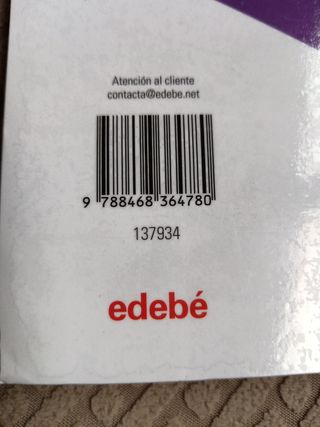 Atención al cliente
contacta@edebe.net
9 788468 364780
137934
edebé